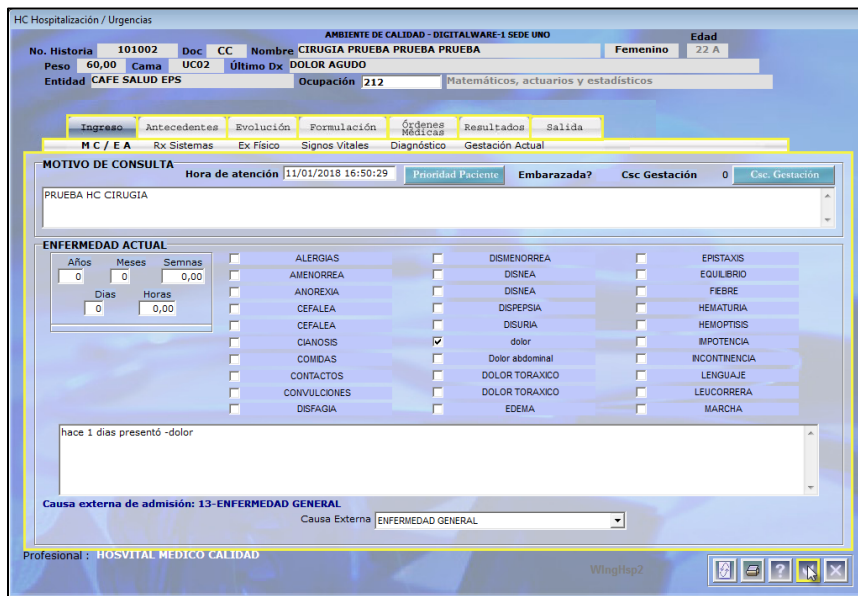 HC Hospitalización / Urgencias
AMBIENTE DE CALIDAD - DIGITALWARE-1 SEDE UNO Edad
No. Historia 101002 Doc CC Nombre CIRUGIA PRUEBA PRUEBA PRUEBA Femenino 22 A
Peso 60,00 Cama UC02 Último Dx DOLOR AGUDO
Entidad CAFE SALUD EPS Ocupación 212 Matemáticos, actuarios y estadísticos
Ingreso Antecedentes Evolución Formulación Órdenes Médicas Resultados Salida
M C / E A Rx Sistemas Ex Físico Signos Vitales Diagnóstico Gestación Actual
MOTIVO DE CONSULTA
Hora de atención 11/01/2018 16:50:29 Prioridad Paciente Embarazada? Csc Gestación 0 Csc. Gestación
PRUEBA HC CIRUGIA
ENFERMEDAD ACTUAL
Años Meses Semnas
0 0 0,00
Dias Horas
0 0,00
ALERGIAS DISMENORREA EPISTAXIS
AMENORREA DISNEA EQUILIBRIO
ANOREXIA DISNEA FIEBRE
CEFALEA DISPEPSIA HEMATURIA
CEFALEA DISURIA HEMOPTISIS
CIANOSIS dolor IMPOTENCIA
COMIDAS Dolor abdominal INCONTINENCIA
CONTACTOS DOLOR TORAXICO LENGUAJE
CONVULCIONES DOLOR TORAXICO LEUCORRERA
DISFAGIA EDEMA MARCHA
hace 1 dias presentó -dolor
Causa externa de admisión: 13-ENFERMEDAD GENERAL
Causa Externa ENFERMEDAD GENERAL
Profesional : HOSVITAL MEDICO CALIDAD
WIngHsp2